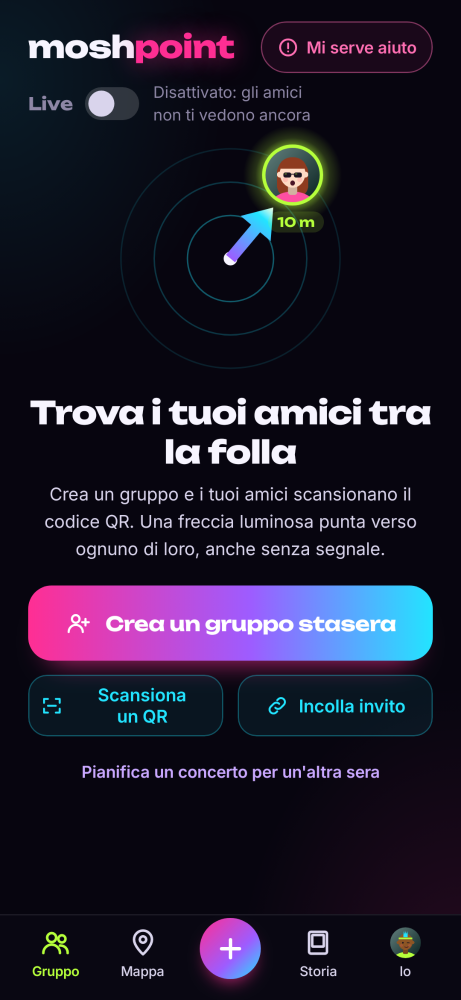 moshpoint
Mi serve aiuto
Live
Disattivato: gli amici
non ti vedono ancora
10 m
Trova i tuoi amici tra
la folla
Crea un gruppo e i tuoi amici scansionano il
codice QR. Una freccia luminosa punta verso
ognuno di loro, anche senza segnale.
Crea un gruppo stasera
Scansiona
un QR
Incolla invito
Pianifica un concerto per un'altra sera
Gruppo
Mappa
Storia
Io